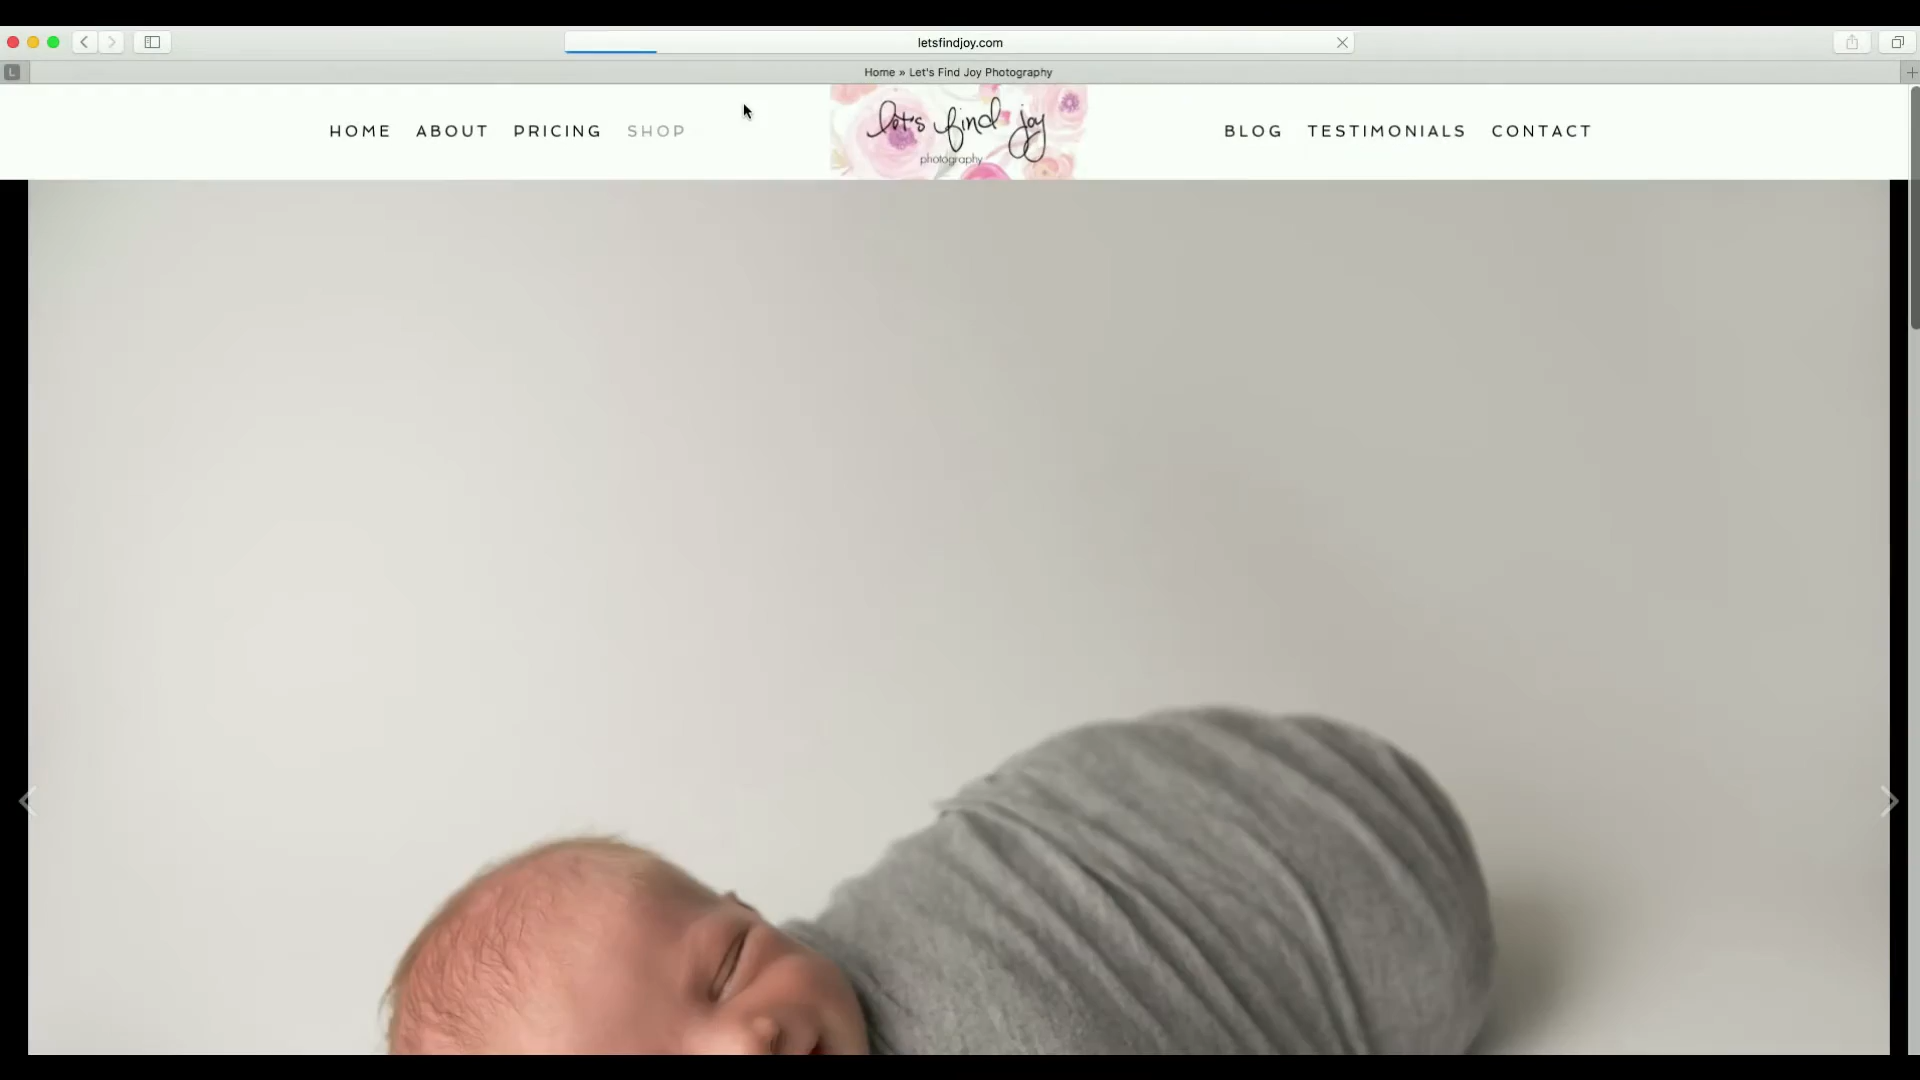 letsfindjoy.com
L
Home » Let's Find Joy Photography
HOME ABOUT PRICING SHOP
let's find joy
photography
BLOG TESTIMONIALS CONTACT